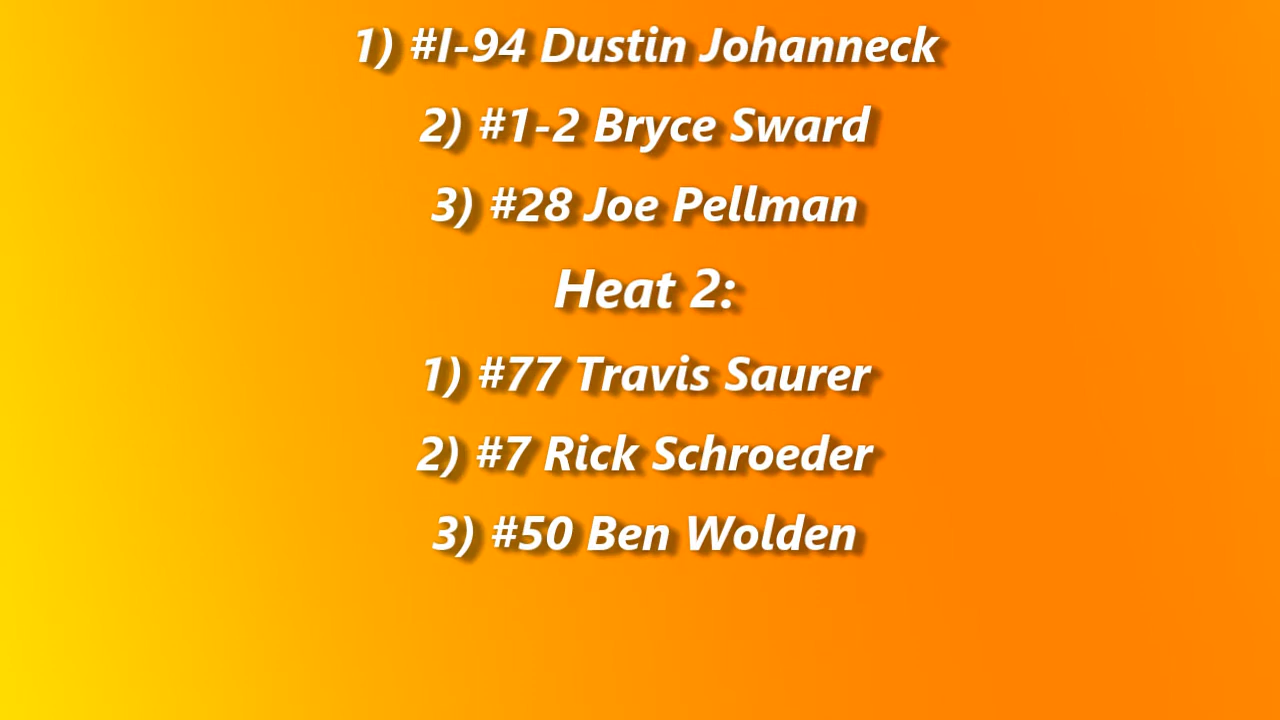 1) #I-94 Dustin Johanneck
2) #1-2 Bryce Sward
3) #28 Joe Pellman
Heat 2:
1) #77 Travis Saurer
2) #7 Rick Schroeder
3) #50 Ben Wolden